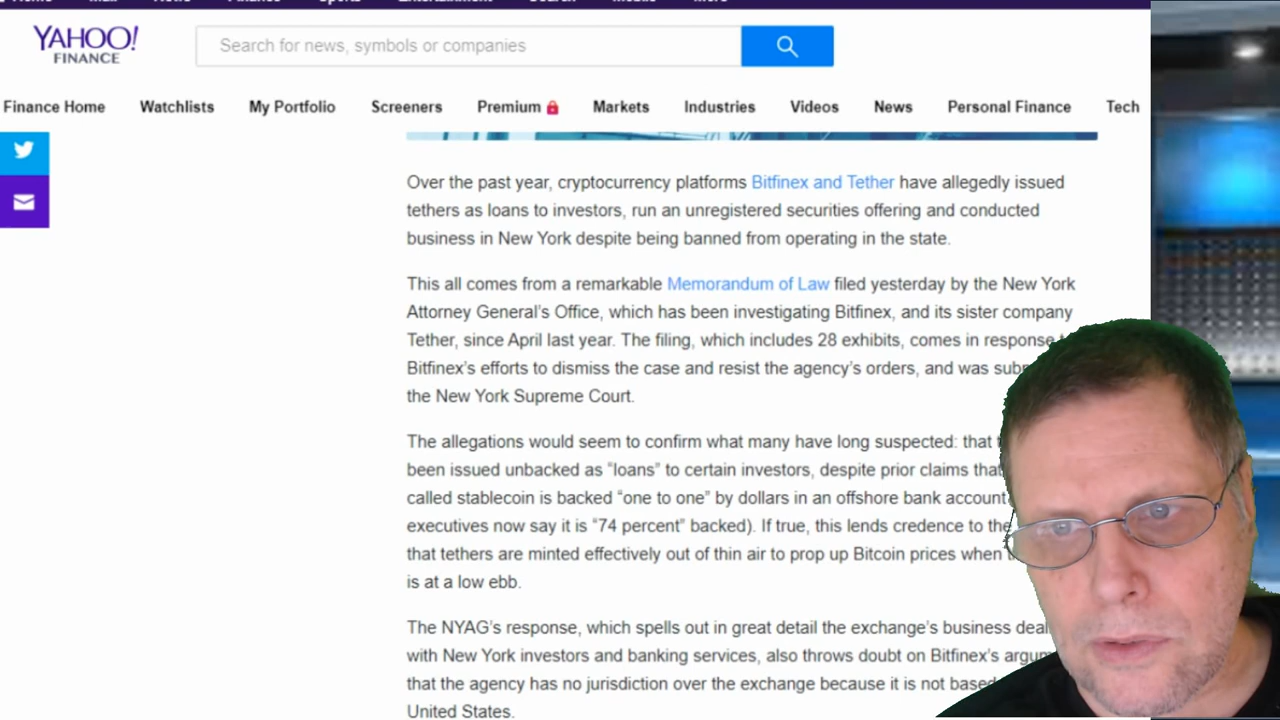 YAHOO!
FINANCE
Search for news, symbols or companies
Finance Home Watchlists My Portfolio Screeners Premium Markets Industries Videos News Personal Finance Tech
Over the past year, cryptocurrency platforms Bitfinex and Tether have allegedly issued
tethers as loans to investors, run an unregistered securities offering and conducted
business in New York despite being banned from operating in the state.
This all comes from a remarkable Memorandum of Law filed yesterday by the New York
Attorney General's Office, which has been investigating Bitfinex, and its sister company
Tether, since April last year. The filing, which includes 28 exhibits, comes in response
Bitfinex's efforts to dismiss the case and resist the agency's orders, and was
the New York Supreme Court.
The allegations would seem to confirm what many have long suspected: that
been issued unbacked as “loans” to certain investors, despite prior claims that
called stablecoin is backed “one to one” by dollars in an offshore bank account
executives now say it is “74 percent” backed). If true, this lends credence to the
that tethers are minted effectively out of thin air to prop up Bitcoin prices when
is at a low ebb.
The NYAG's response, which spells out in great detail the exchange's business
with New York investors and banking services, also throws doubt on Bitfinex's
that the agency has no jurisdiction over the exchange because it is not based
United States.